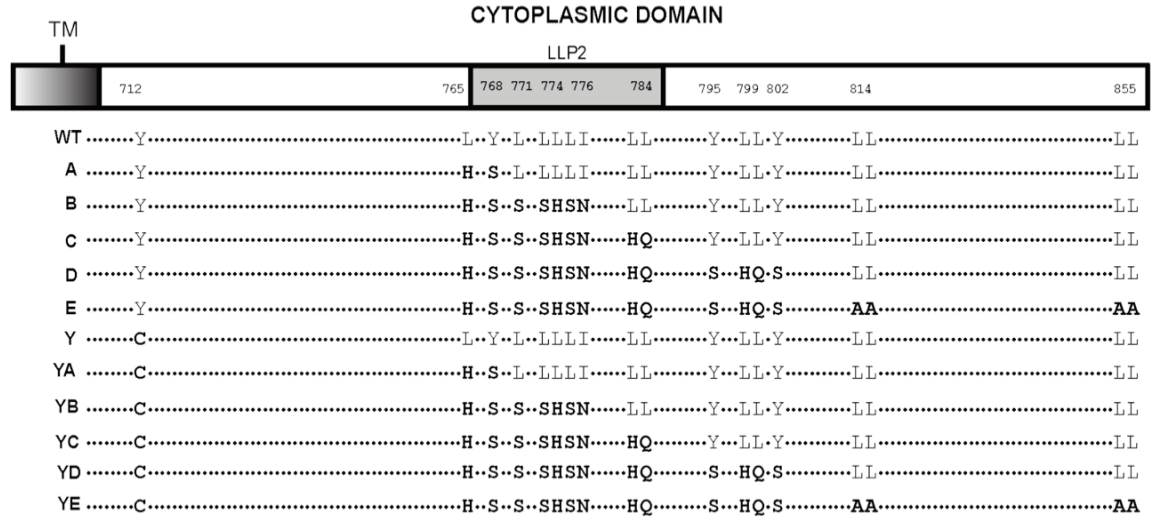 CYTOPLASMIC DOMAIN
TM
LLP2
712 765 768 771 774 776 784 795 799 802 814 855
WT ········Y·······················································L··Y··L··LLLI······LL·········Y···LL·Y············LL·········································LL
A ········Y·······················································H··S··L··LLLI······LL·········Y···LL·Y············LL·········································LL
B ········Y·······················································H··S··S··SHSN······LL·········Y···LL·Y············LL·········································LL
C ········Y·······················································H··S··S··SHSN······HQ·········Y···LL·Y············LL·········································LL
D ········Y·······················································H··S··S··SHSN······HQ·········S···HQ·S············LL·········································LL
E ········Y·······················································H··S··S··SHSN······HQ·········S···HQ·S············AA·········································AA
Y ········C·······················································L··Y··L··LLLI······LL·········Y···LL·Y············LL·········································LL
YA ········C·······················································H··S··L··LLLI······LL·········Y···LL·Y············LL·········································LL
YB ········C·······················································H··S··S··SHSN······LL·········Y···LL·Y············LL·········································LL
YC ········C·······················································H··S··S··SHSN······HQ·········Y···LL·Y············LL·········································LL
YD ········C·······················································H··S··S··SHSN······HQ·········S···HQ·S············LL·········································LL
YE ········C·······················································H··S··S··SHSN······HQ·········S···HQ·S············AA·········································AA